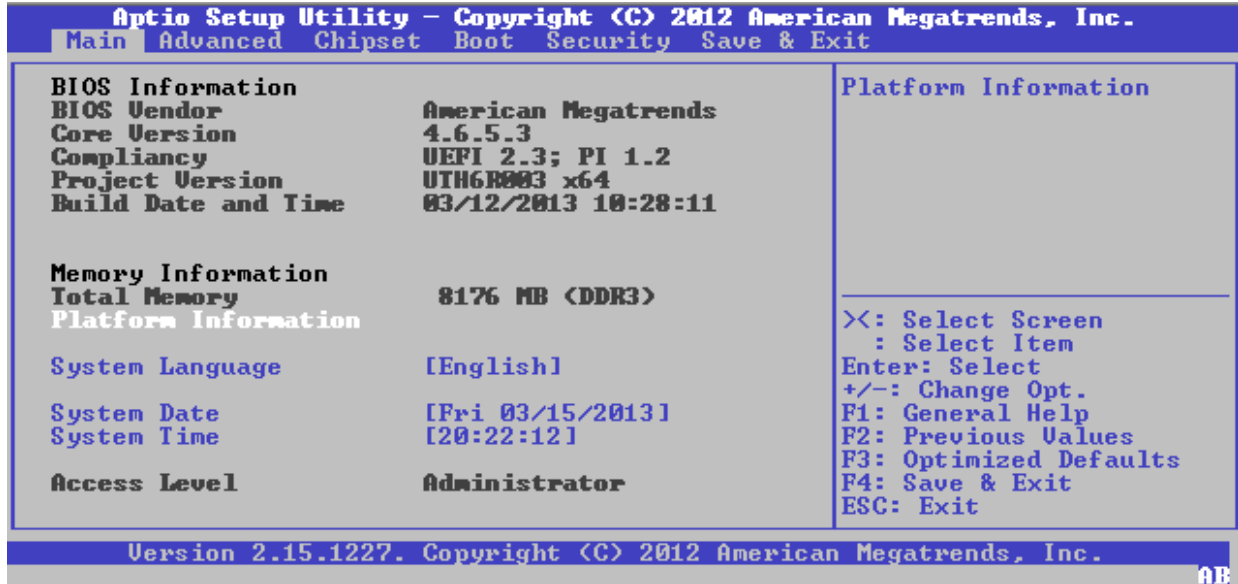 Aptio Setup Utility – Copyright (C) 2012 American Megatrends, Inc.
Main Advanced Chipset Boot Security Save & Exit
BIOS Information
BIOS Vendor American Megatrends
Core Version 4.6.5.3
Compliancy UEFI 2.3; PI 1.2
Project Version UTH6R003 x64
Build Date and Time 03/12/2013 10:28:11
Memory Information
Total Memory 8176 MB (DDR3)
Platform Information
System Language [English]
System Date [Fri 03/15/2013]
System Time [20:22:12]
Access Level Administrator
Platform Information
><: Select Screen
: Select Item
Enter: Select
+/-: Change Opt.
F1: General Help
F2: Previous Values
F3: Optimized Defaults
F4: Save & Exit
ESC: Exit
Version 2.15.1227. Copyright (C) 2012 American Megatrends, Inc.
AB